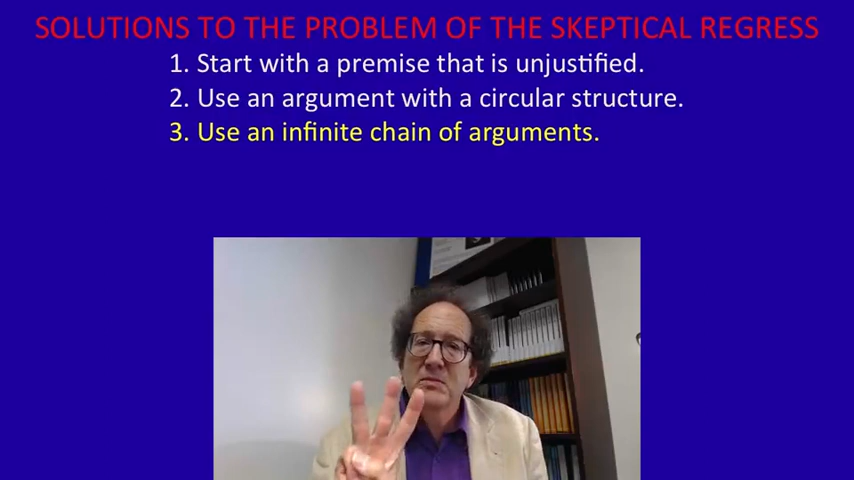 SOLUTIONS TO THE PROBLEM OF THE SKEPTICAL REGRESS
1. Start with a premise that is unjustified.
2. Use an argument with a circular structure.
3. Use an infinite chain of arguments.